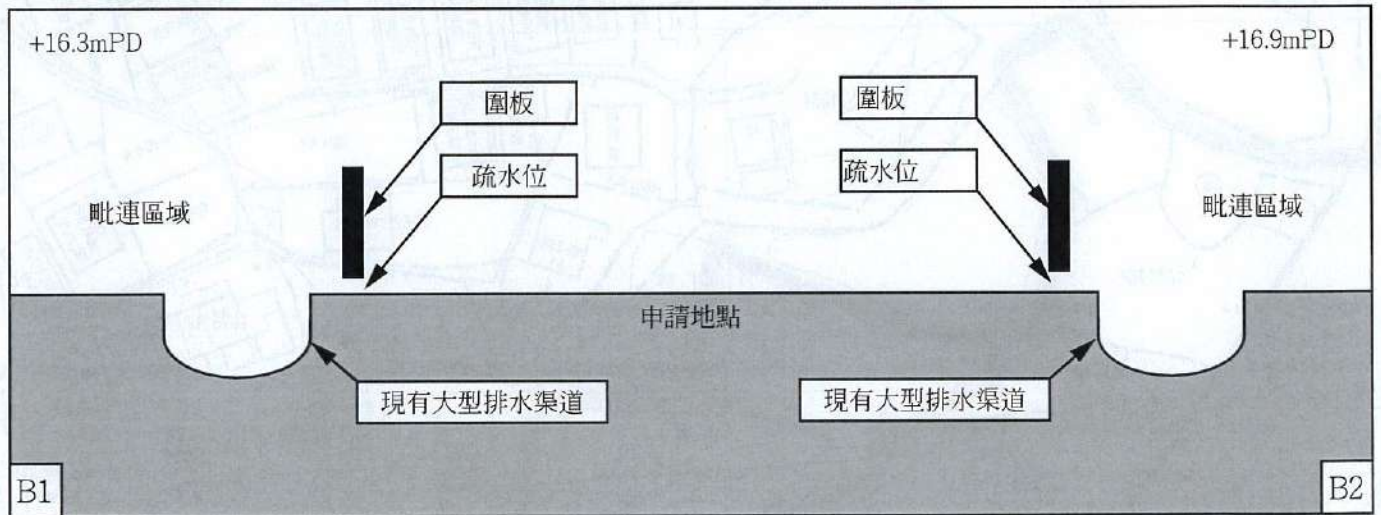 +16.3mPD
+16.9mPD
圍板
圍板
疏水位
疏水位
毗連區域
毗連區域
申請地點
現有大型排水渠道
現有大型排水渠道
B1
B2